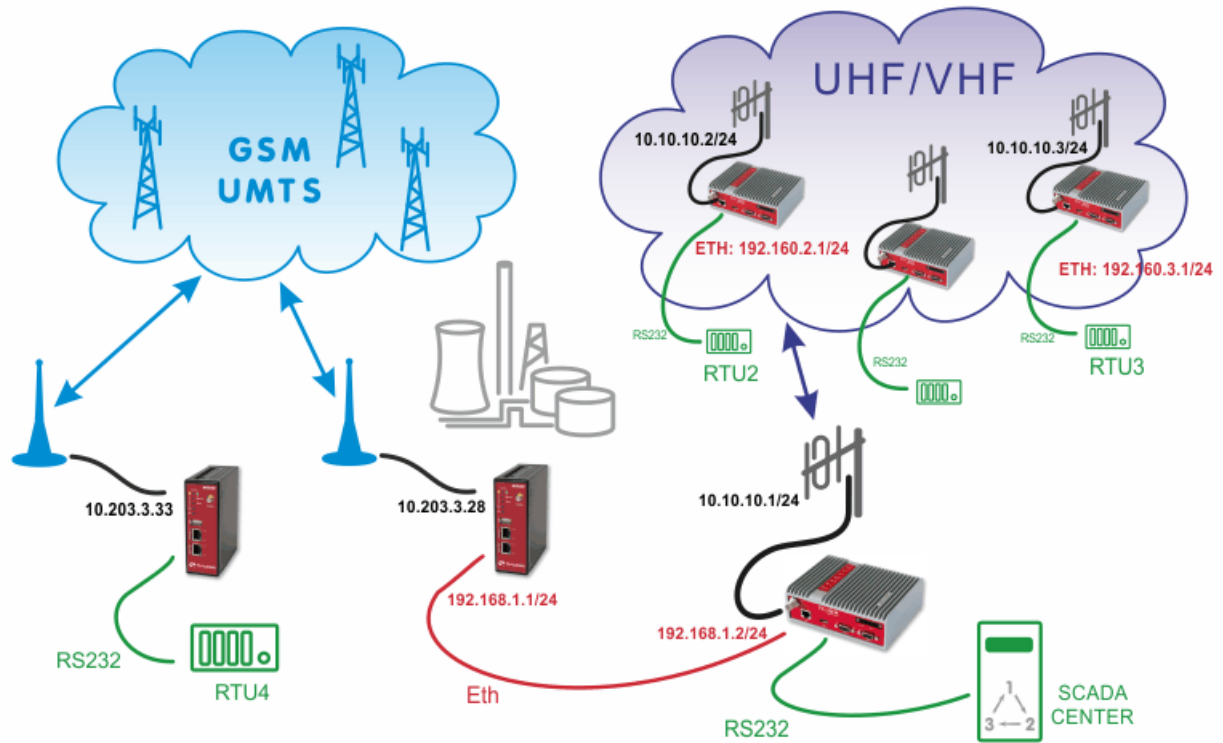 UHF/VHF
GSM
UMTS
10.10.10.2/24
10.10.10.3/24
ETH: 192.160.2.1/24
ETH: 192.160.3.1/24
RS232
RTU2
RS232
RS232
RTU3
10.203.3.33
10.203.3.28
10.10.10.1/24
192.168.1.1/24
192.168.1.2/24
RS232
RTU4
Eth
RS232
1
3
2
SCADA
CENTER